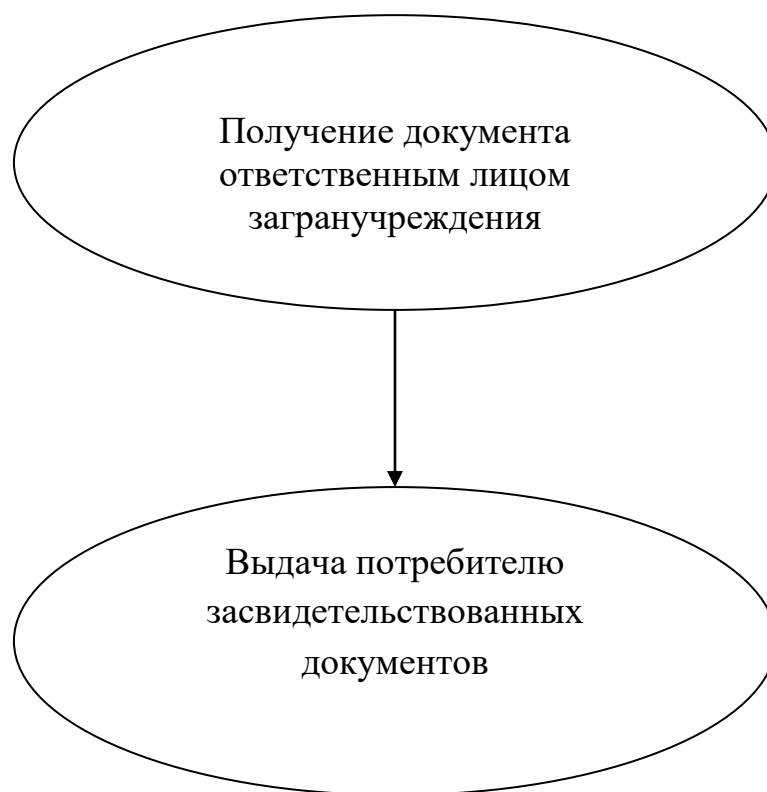 Получение документа
ответственным лицом
загранучреждения
Выдача потребителю
засвидетельствованных
документов